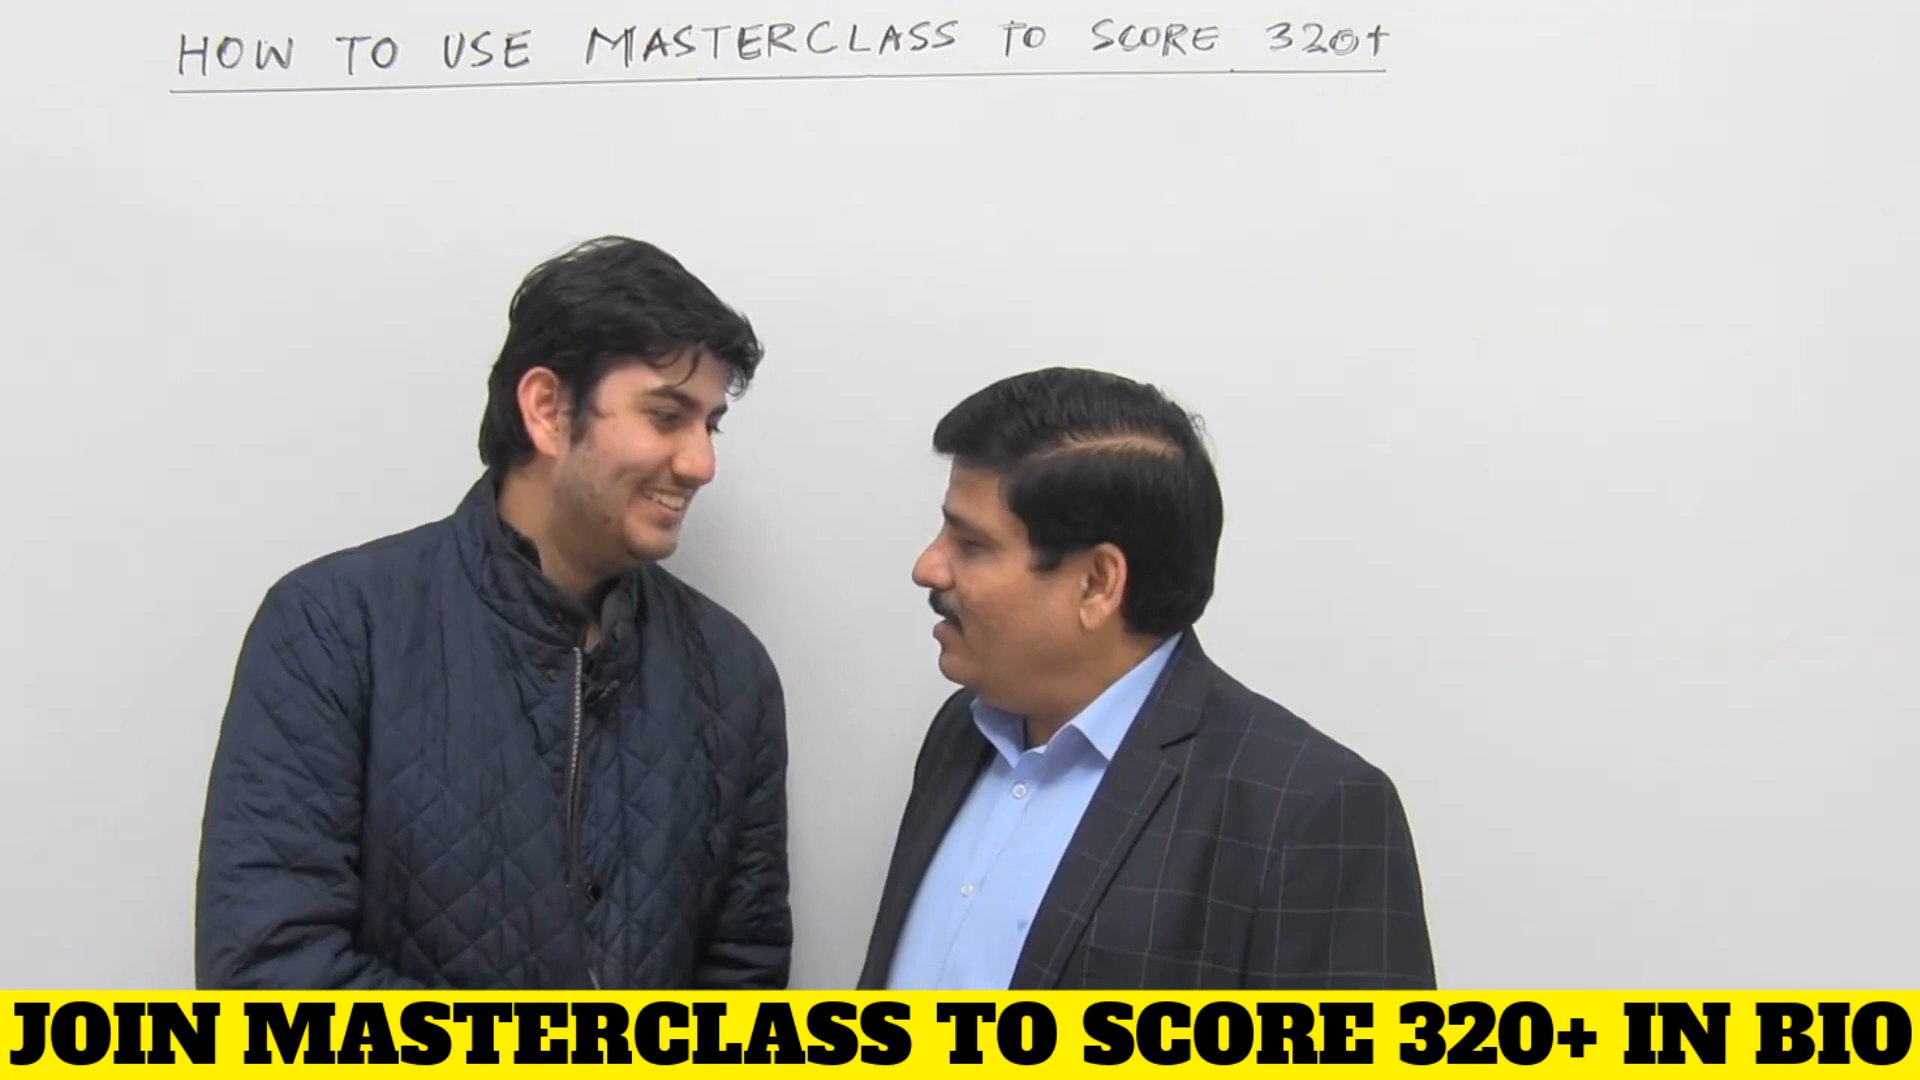 HOW TO USE MASTERCLASS TO SCORE 320+
JOIN MASTERCLASS TO SCORE 320+ IN BIO